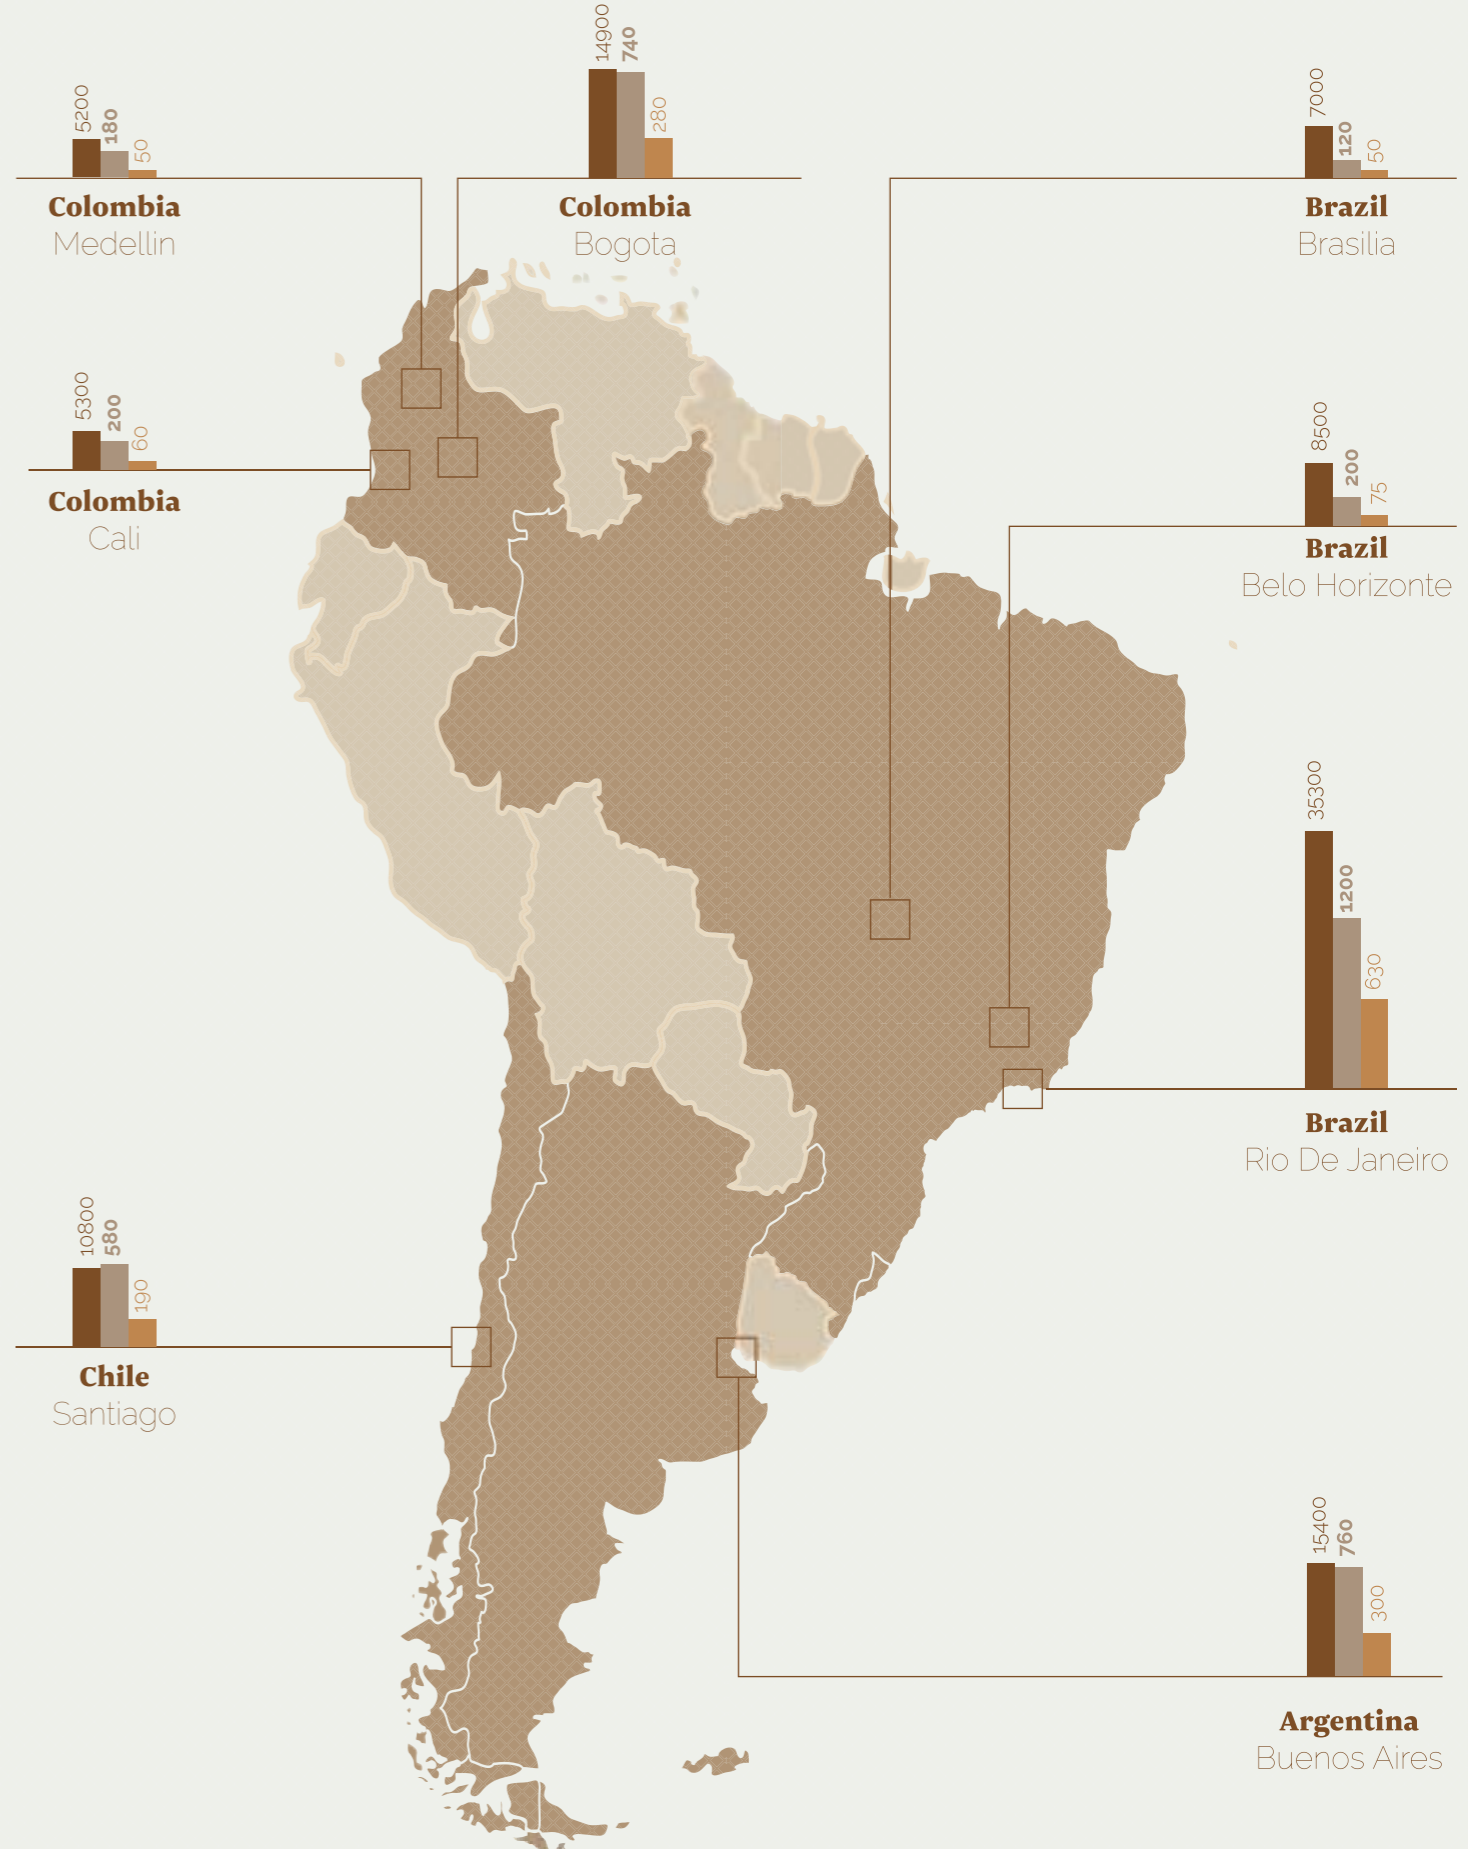 14900
740
280
5200
180
50
7000
120
50
Colombia
Medellin
Colombia
Bogota
Brazil
Brasilia
5300
200
60
8500
200
75
Colombia
Cali
Brazil
Belo Horizonte
35300
1200
630
Brazil
Rio De Janeiro
10800
580
190
Chile
Santiago
15400
760
300
Argentina
Buenos Aires